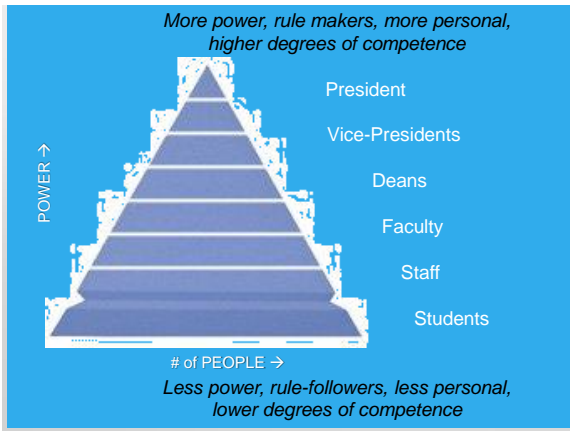 More power, rule makers, more personal,
higher degrees of competence
President
Vice-Presidents
Deans
Faculty
Staff
Students
POWER →
# of PEOPLE →
Less power, rule-followers, less personal,
lower degrees of competence